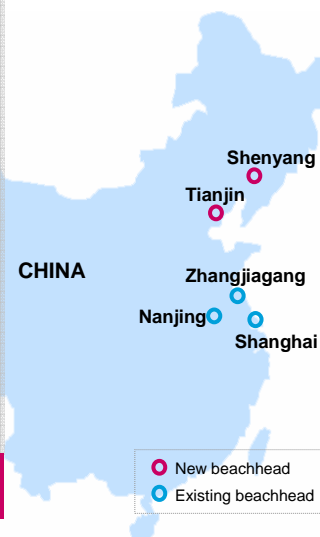 Shenyang
Tianjin
CHINA
Zhangjiagang
Nanjing
Shanghai
New beachhead
Existing beachhead